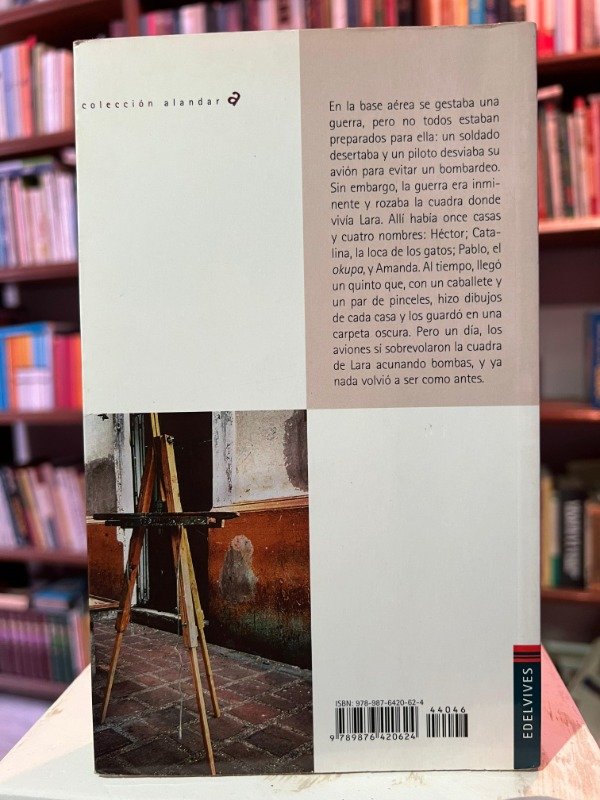 colección alandar a
En la base aérea se gestaba una
guerra, pero no todos estaban
preparados para ella: un soldado
desertaba y un piloto desviaba su
avión para evitar un bombardeo.
Sin embargo, la guerra era inmi-
nente y rozaba la cuadra donde
vivía Lara. Allí había once casas
y cuatro nombres: Héctor; Cata-
lina, la loca de los gatos; Pablo, el
okupa, y Amanda. Al tiempo, llegó
un quinto que, con un caballete y
un par de pinceles, hizo dibujos
de cada casa y los guardó en una
carpeta oscura. Pero un día, los
aviones sí sobrevolaron la cuadra
de Lara acunando bombas, y ya
nada volvió a ser como antes.
ISBN: 978-987-6420-62-4
44046
9 789876 420624
EDELVIVES